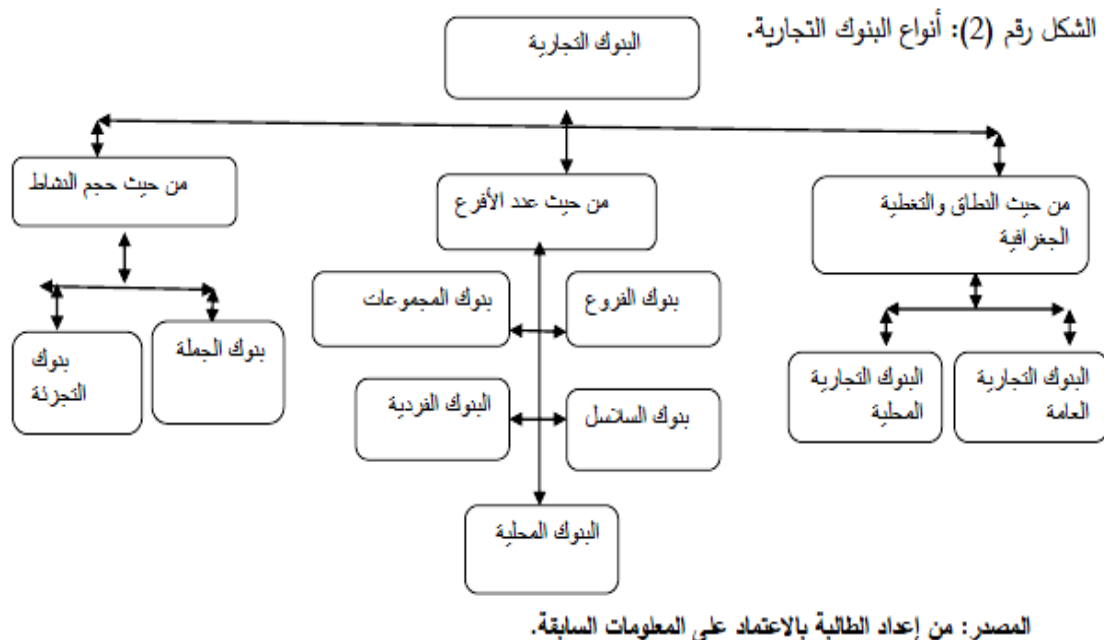 الشكل رقم (2): أنواع البنوك التجارية.
البنوك التجارية
من حيث النطاق والتغطية
الجغرافية
من حيث عدد الأفرع
من حيث حجم النشاط
البنوك التجارية
العامة
البنوك التجارية
المحلية
بنوك الفروع
بنوك المجموعات
بنوك السلاسل
البنوك الفردية
البنوك المحلية
بنوك الجملة
بنوك
التجزئة
المصدر: من إعداد الطالبة بالاعتماد على المعلومات السابقة.